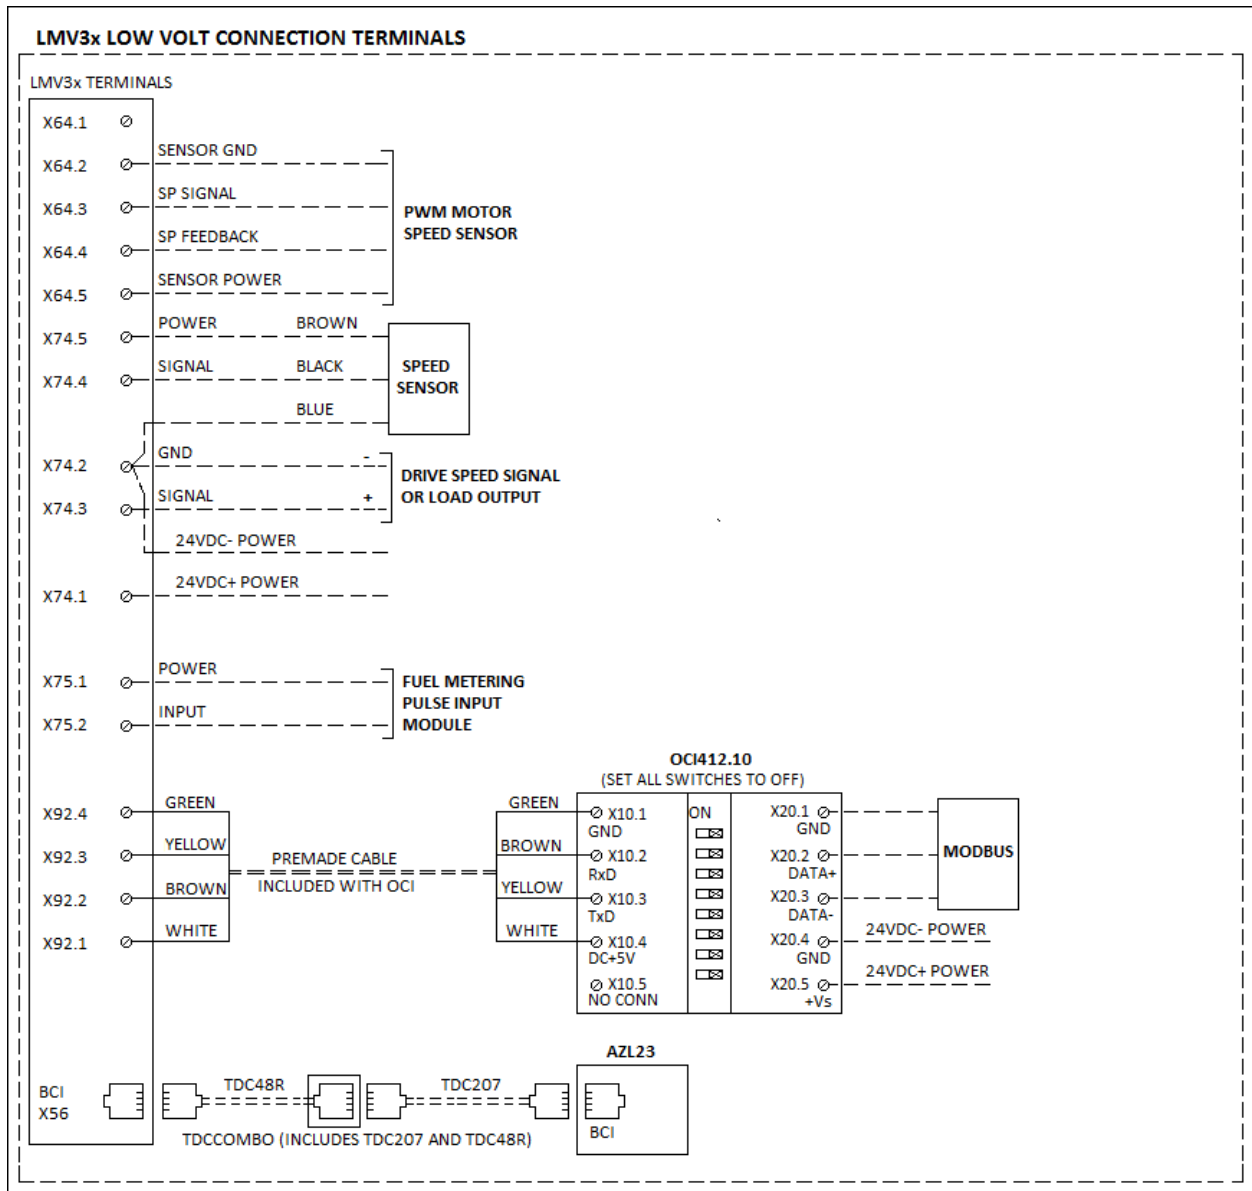 LMV3x LOW VOLT CONNECTION TERMINALS
LMV3x TERMINALS
X64.1
X64.2
SENSOR GND
X64.3
SP SIGNAL
X64.4
SP FEEDBACK
X64.5
SENSOR POWER
PWM MOTOR
SPEED SENSOR
X74.5
POWER BROWN
X74.4
SIGNAL BLACK
BLUE
SPEED
SENSOR
X74.2
GND -
X74.3
SIGNAL +
DRIVE SPEED SIGNAL
OR LOAD OUTPUT
24VDC- POWER
X74.1
24VDC+ POWER
X75.1
POWER
X75.2
INPUT
FUEL METERING
PULSE INPUT
MODULE
X92.4
GREEN
X92.3
YELLOW
X92.2
BROWN
X92.1
WHITE
PREMADE CABLE
INCLUDED WITH OCI
OCI412.10
(SET ALL SWITCHES TO OFF)
GREEN
X10.1
GND
BROWN
X10.2
RxD
YELLOW
X10.3
TxD
WHITE
X10.4
DC+5V
X10.5
NO CONN
ON
X20.1
GND
X20.2
DATA+
X20.3
DATA-
X20.4
GND
X20.5
+Vs
MODBUS
24VDC- POWER
24VDC+ POWER
AZL23
BCI
X56
TDC48R
TDC207
TDCCOMBO (INCLUDES TDC207 AND TDC48R)
BCI